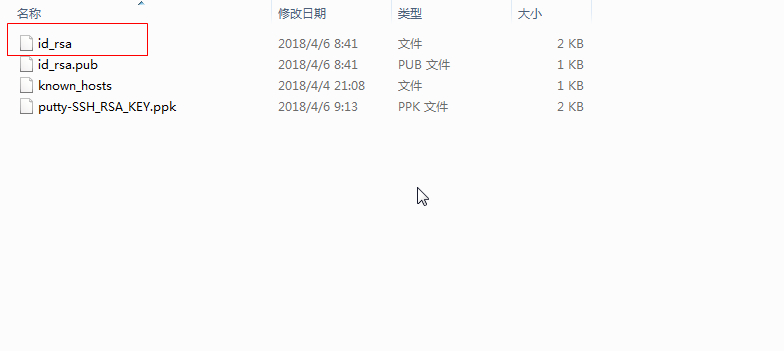 名称 修改日期 类型 大小
id_rsa 2018/4/6 8:41 文件 2 KB
id_rsa.pub 2018/4/6 8:41 PUB 文件 1 KB
known_hosts 2018/4/4 21:08 文件 1 KB
putty-SSH_RSA_KEY.ppk 2018/4/6 9:13 PPK 文件 2 KB